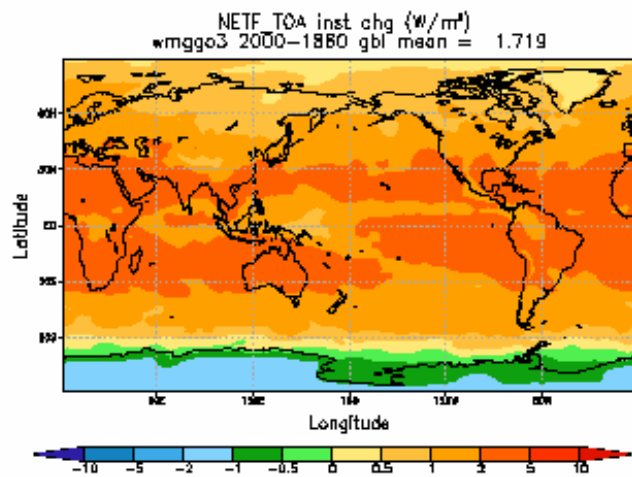 NETF_TOA inst chg (W/m²)
wmggo3 2000-1860 gbl mean = 1.719
Latitude
EQ
Longitude
-10 -5 -2 -1 -0.5 0 0.5 1 2 5 10